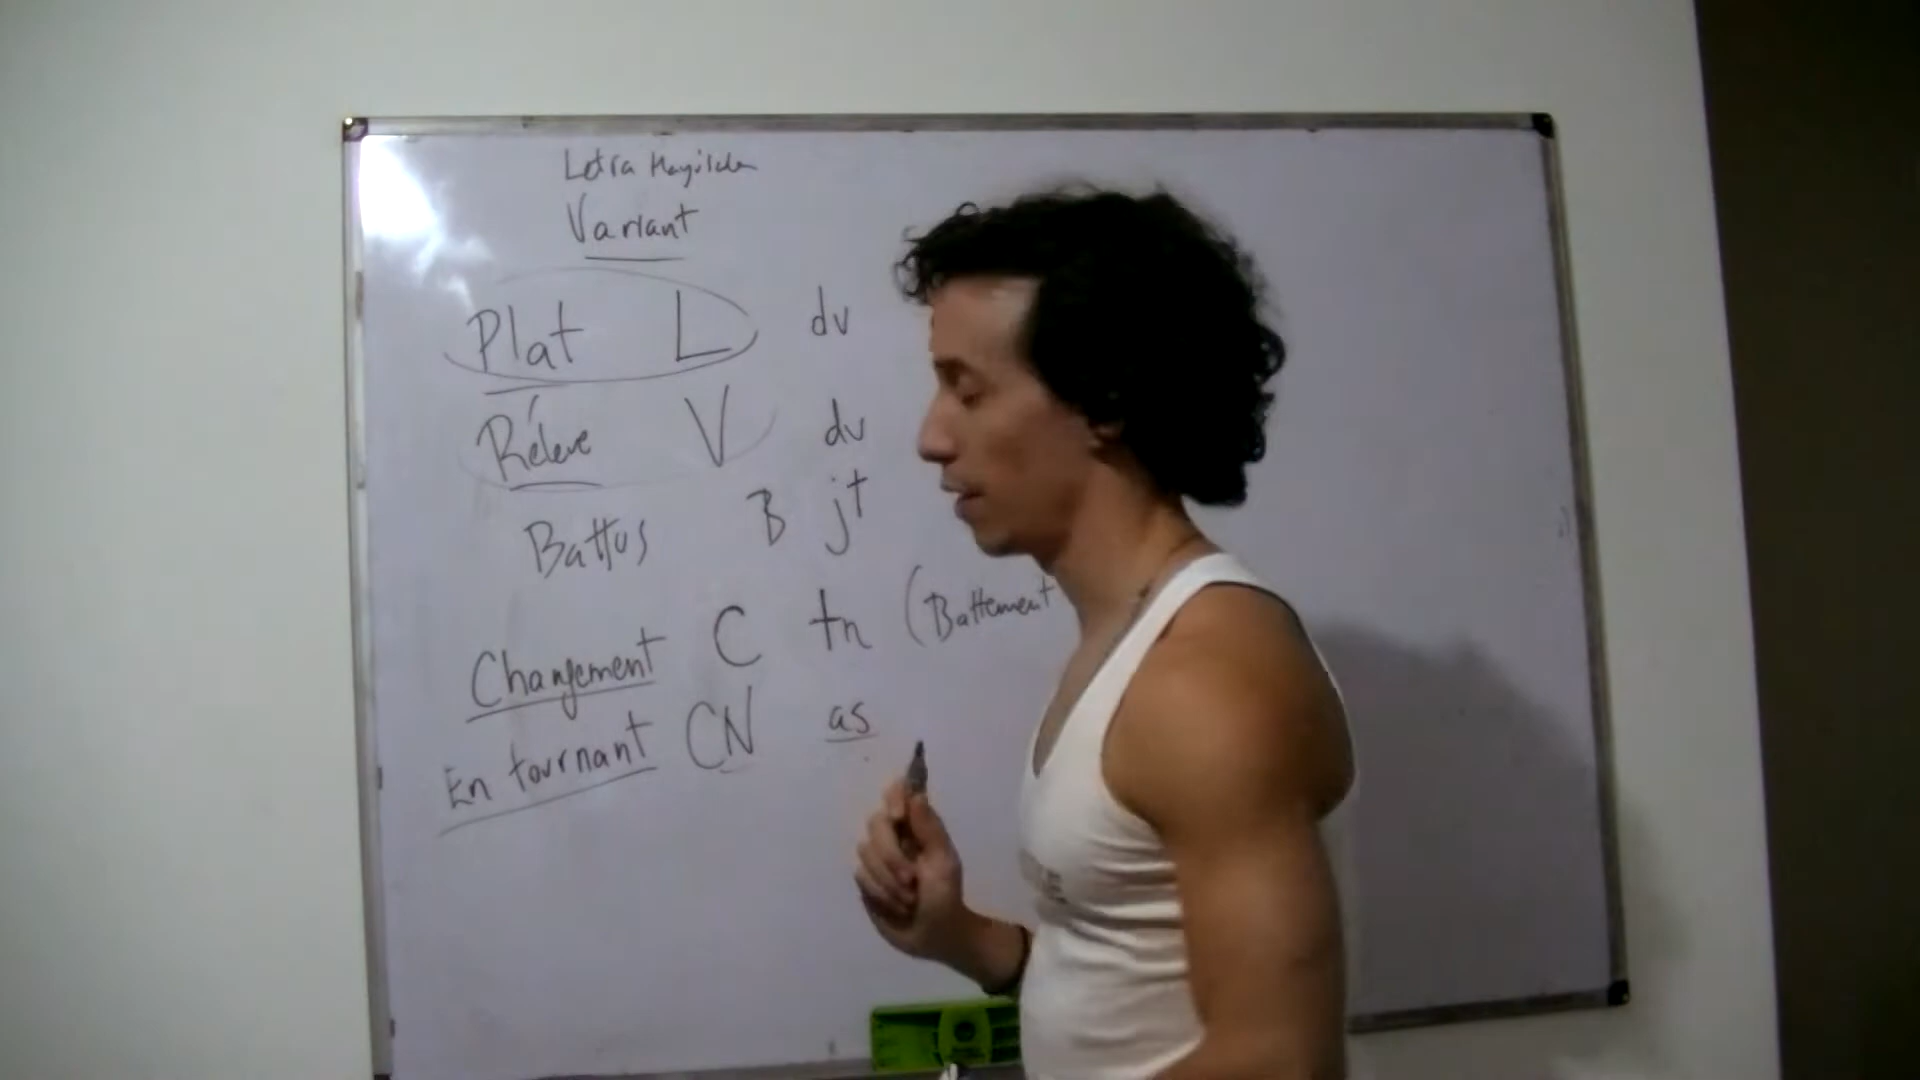 Letra Mayúscula
Variant
Plat L dv
Réleve V dv
Battus B jt
Changement C tn (Battement
En tournant CN as